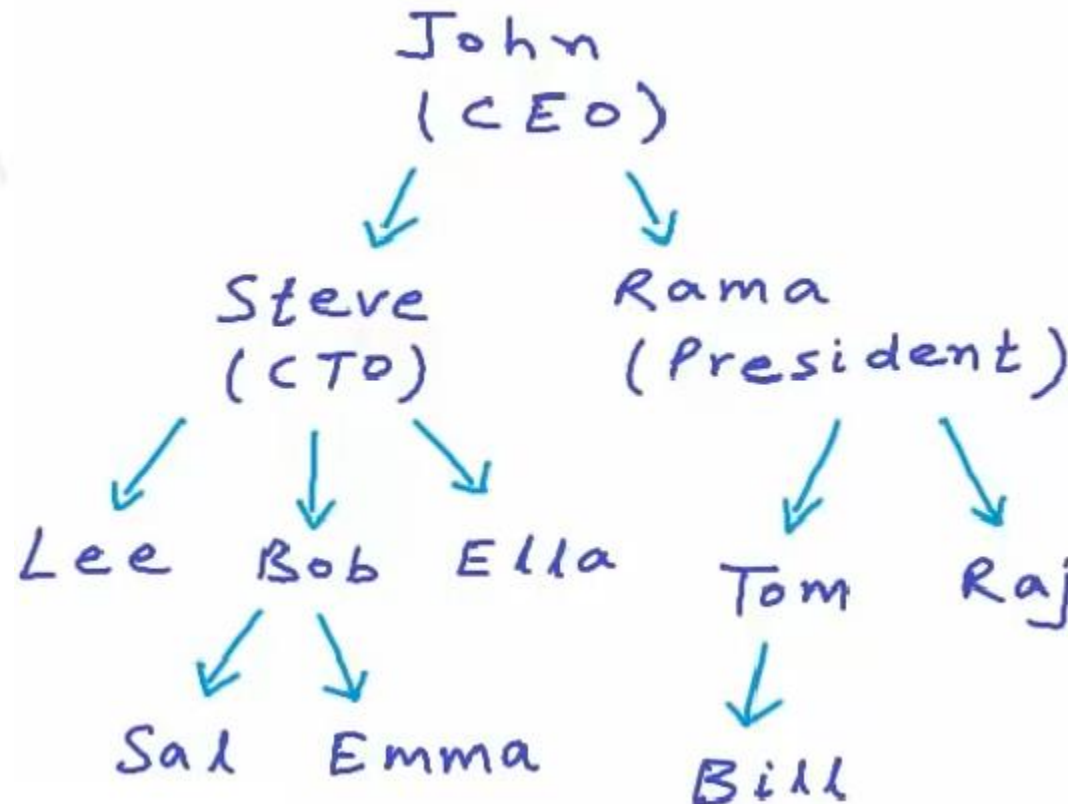 John
(CEO)
Steve
Rama
(CTO)
(President)
Lee Bob Ella
Tom Raj
Sal Emma
Bill